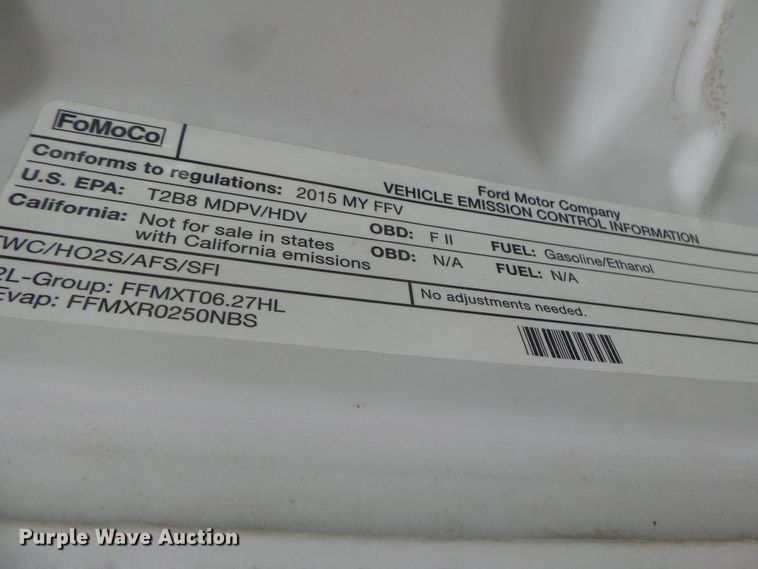 FoMoCo
Ford Motor Company
VEHICLE EMISSION CONTROL INFORMATION
Conforms to regulations: 2015 MY FFV
U.S. EPA: T2B8 MDPV/HDV OBD: F II FUEL: Gasoline/Ethanol
California: Not for sale in states with California emissions OBD: N/A FUEL: N/A
TWC/HO2S/AFS/SFI
No adjustments needed.
2L-Group: FFMXT06.27HL
Evap: FFMXR0250NBS
Purple Wave Auction